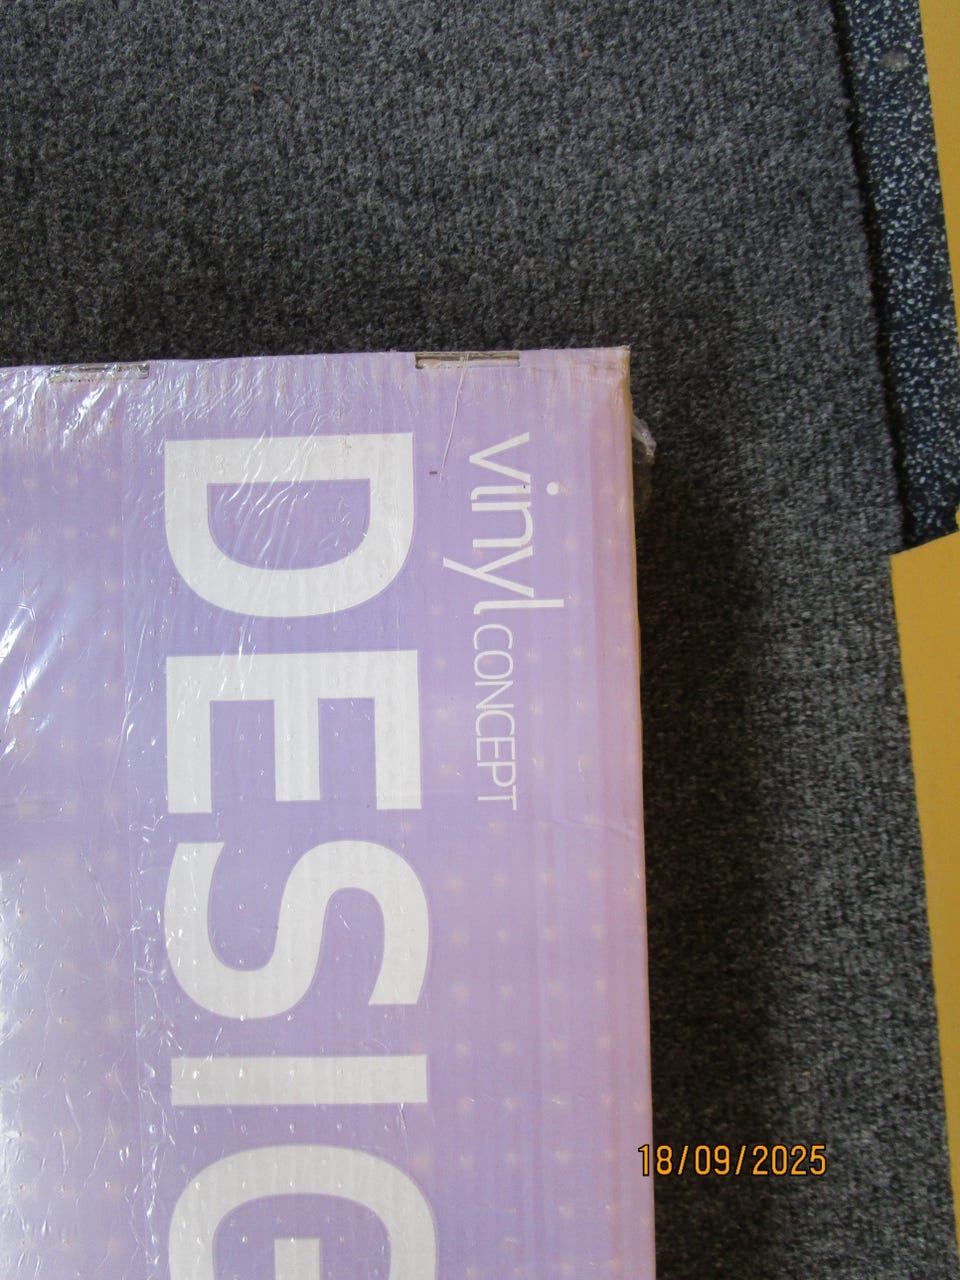 vinyl CONCEPT
DESIG
18/09/2025